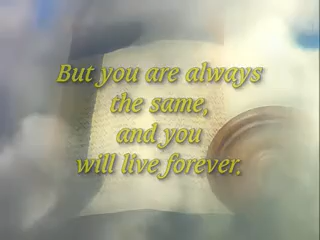 But you are always
the same,
and you
will live forever.